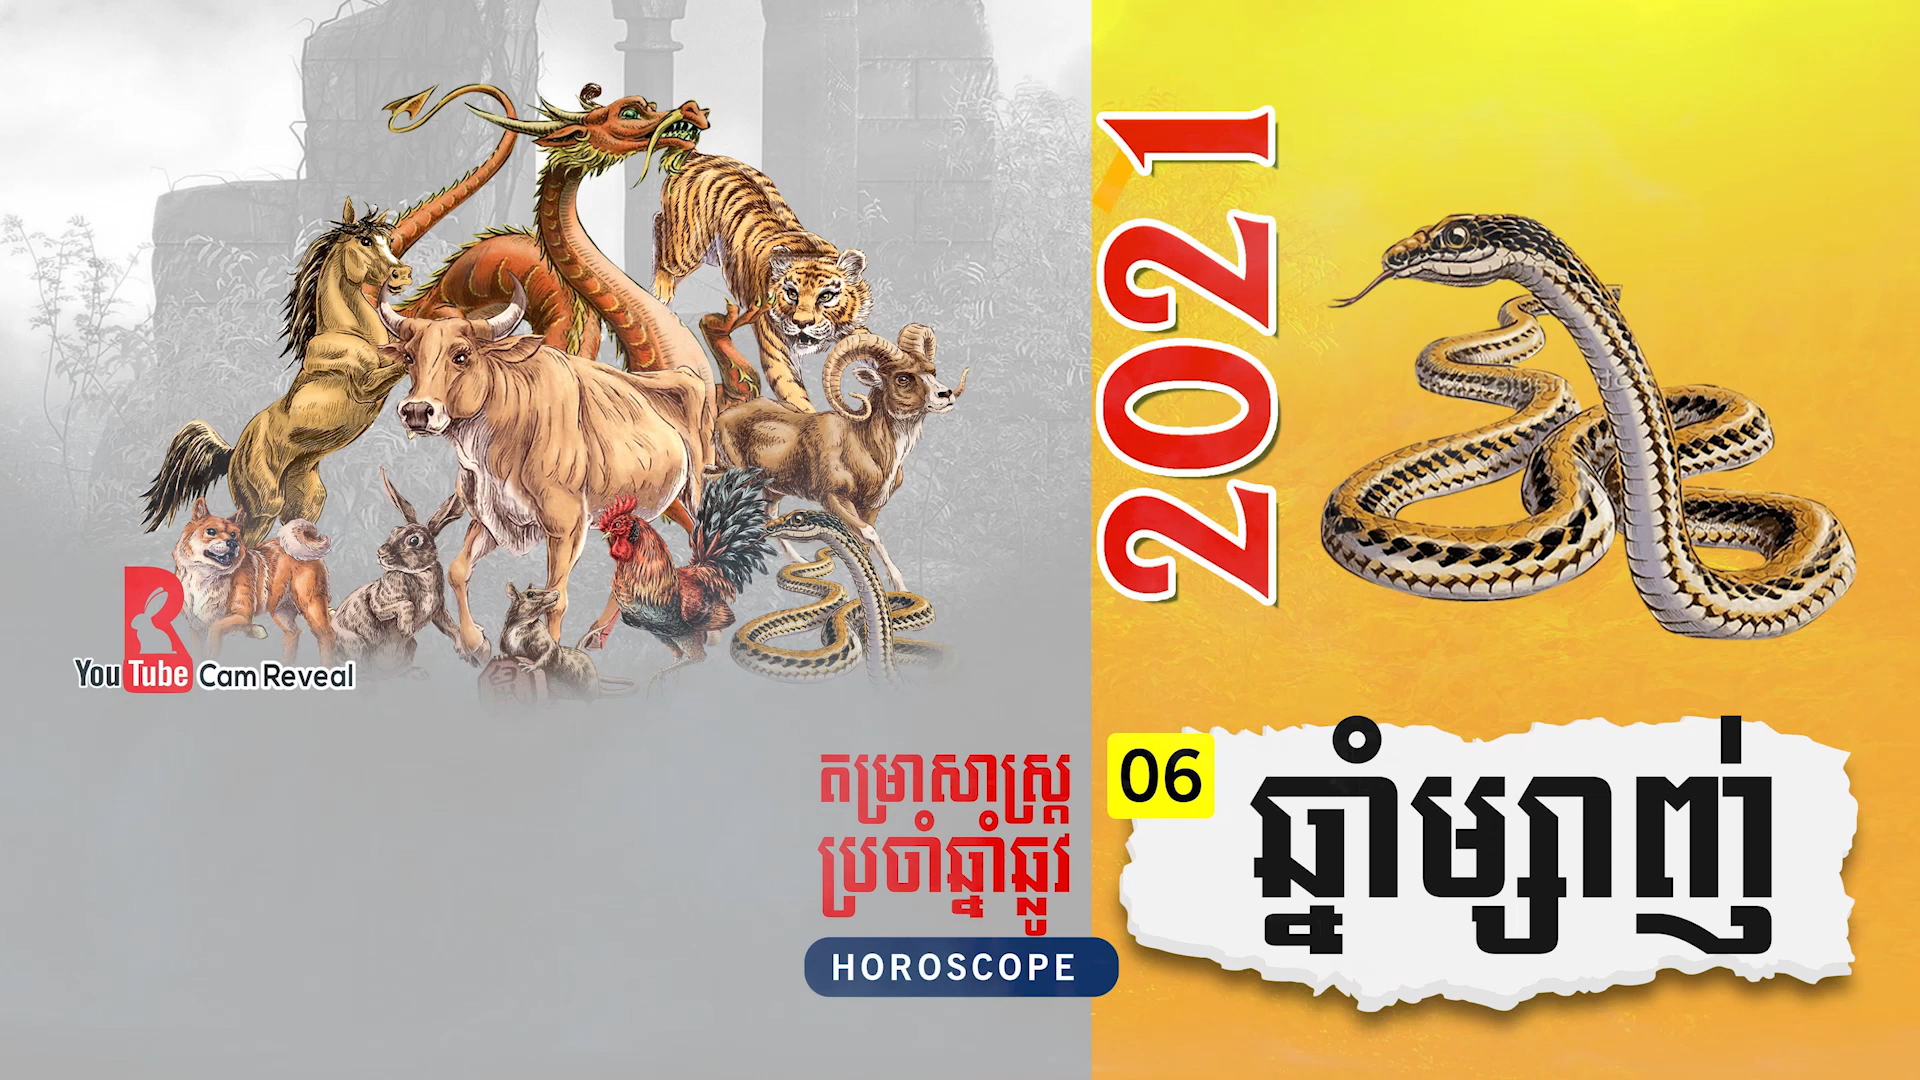 2021
YouTube Cam Reveal
តម្រាសាស្ត្រ
ប្រចាំឆ្នាំឆ្លូវ
HOROSCOPE
06
ឆ្នាំម្សាញ់